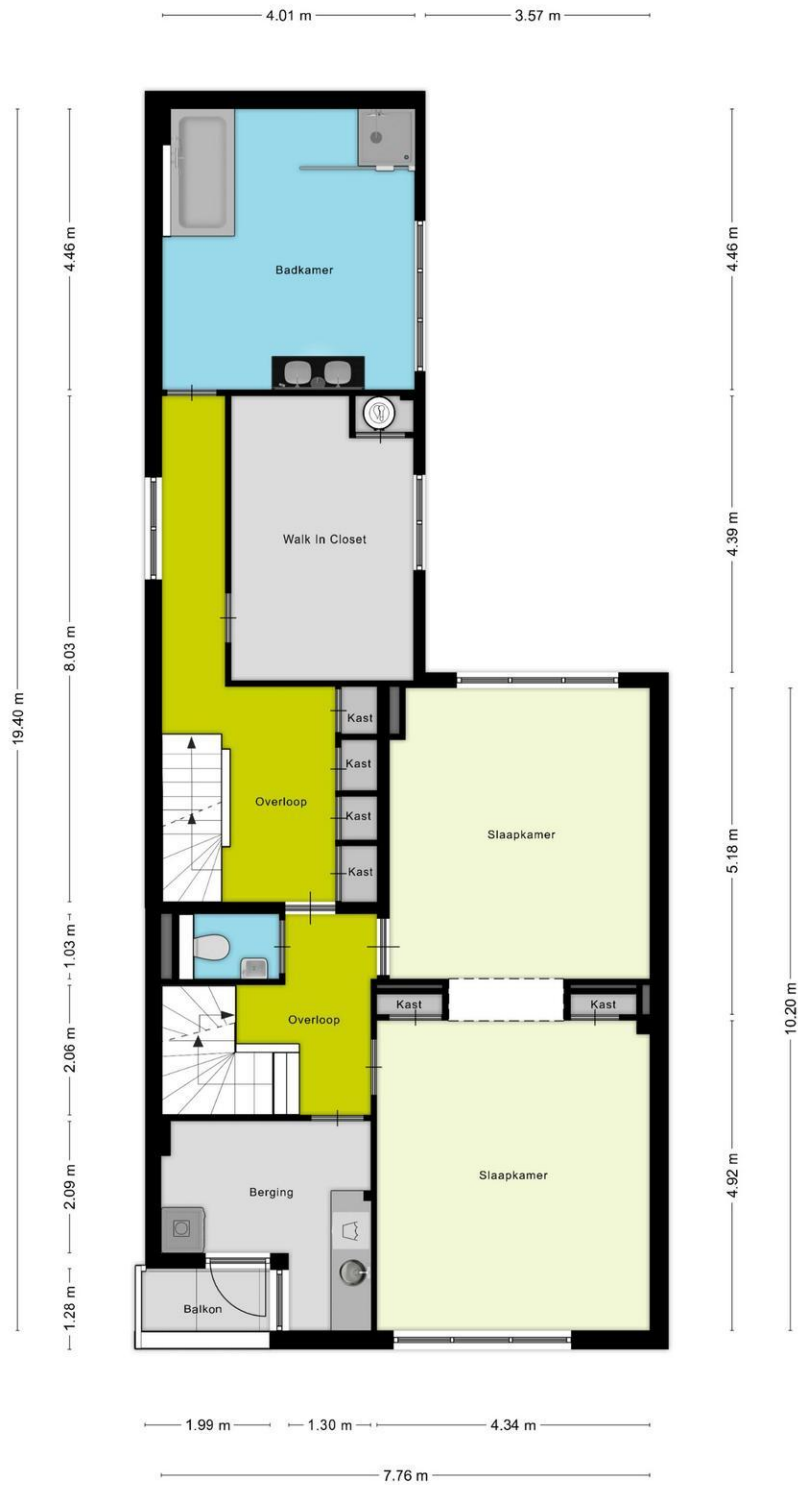 4.01 m
3.57 m
4.46 m
4.46 m
Badkamer
19.40 m
8.03 m
Walk In Closet
4.39 m
Kast
Kast
Overloop
Kast
Slaapkamer
5.18 m
Kast
1.03 m
Kast
Kast
Overloop
2.06 m
10.20 m
2.09 m
Berging
Slaapkamer
4.92 m
1.28 m
Balkon
1.99 m
1.30 m
4.34 m
7.76 m